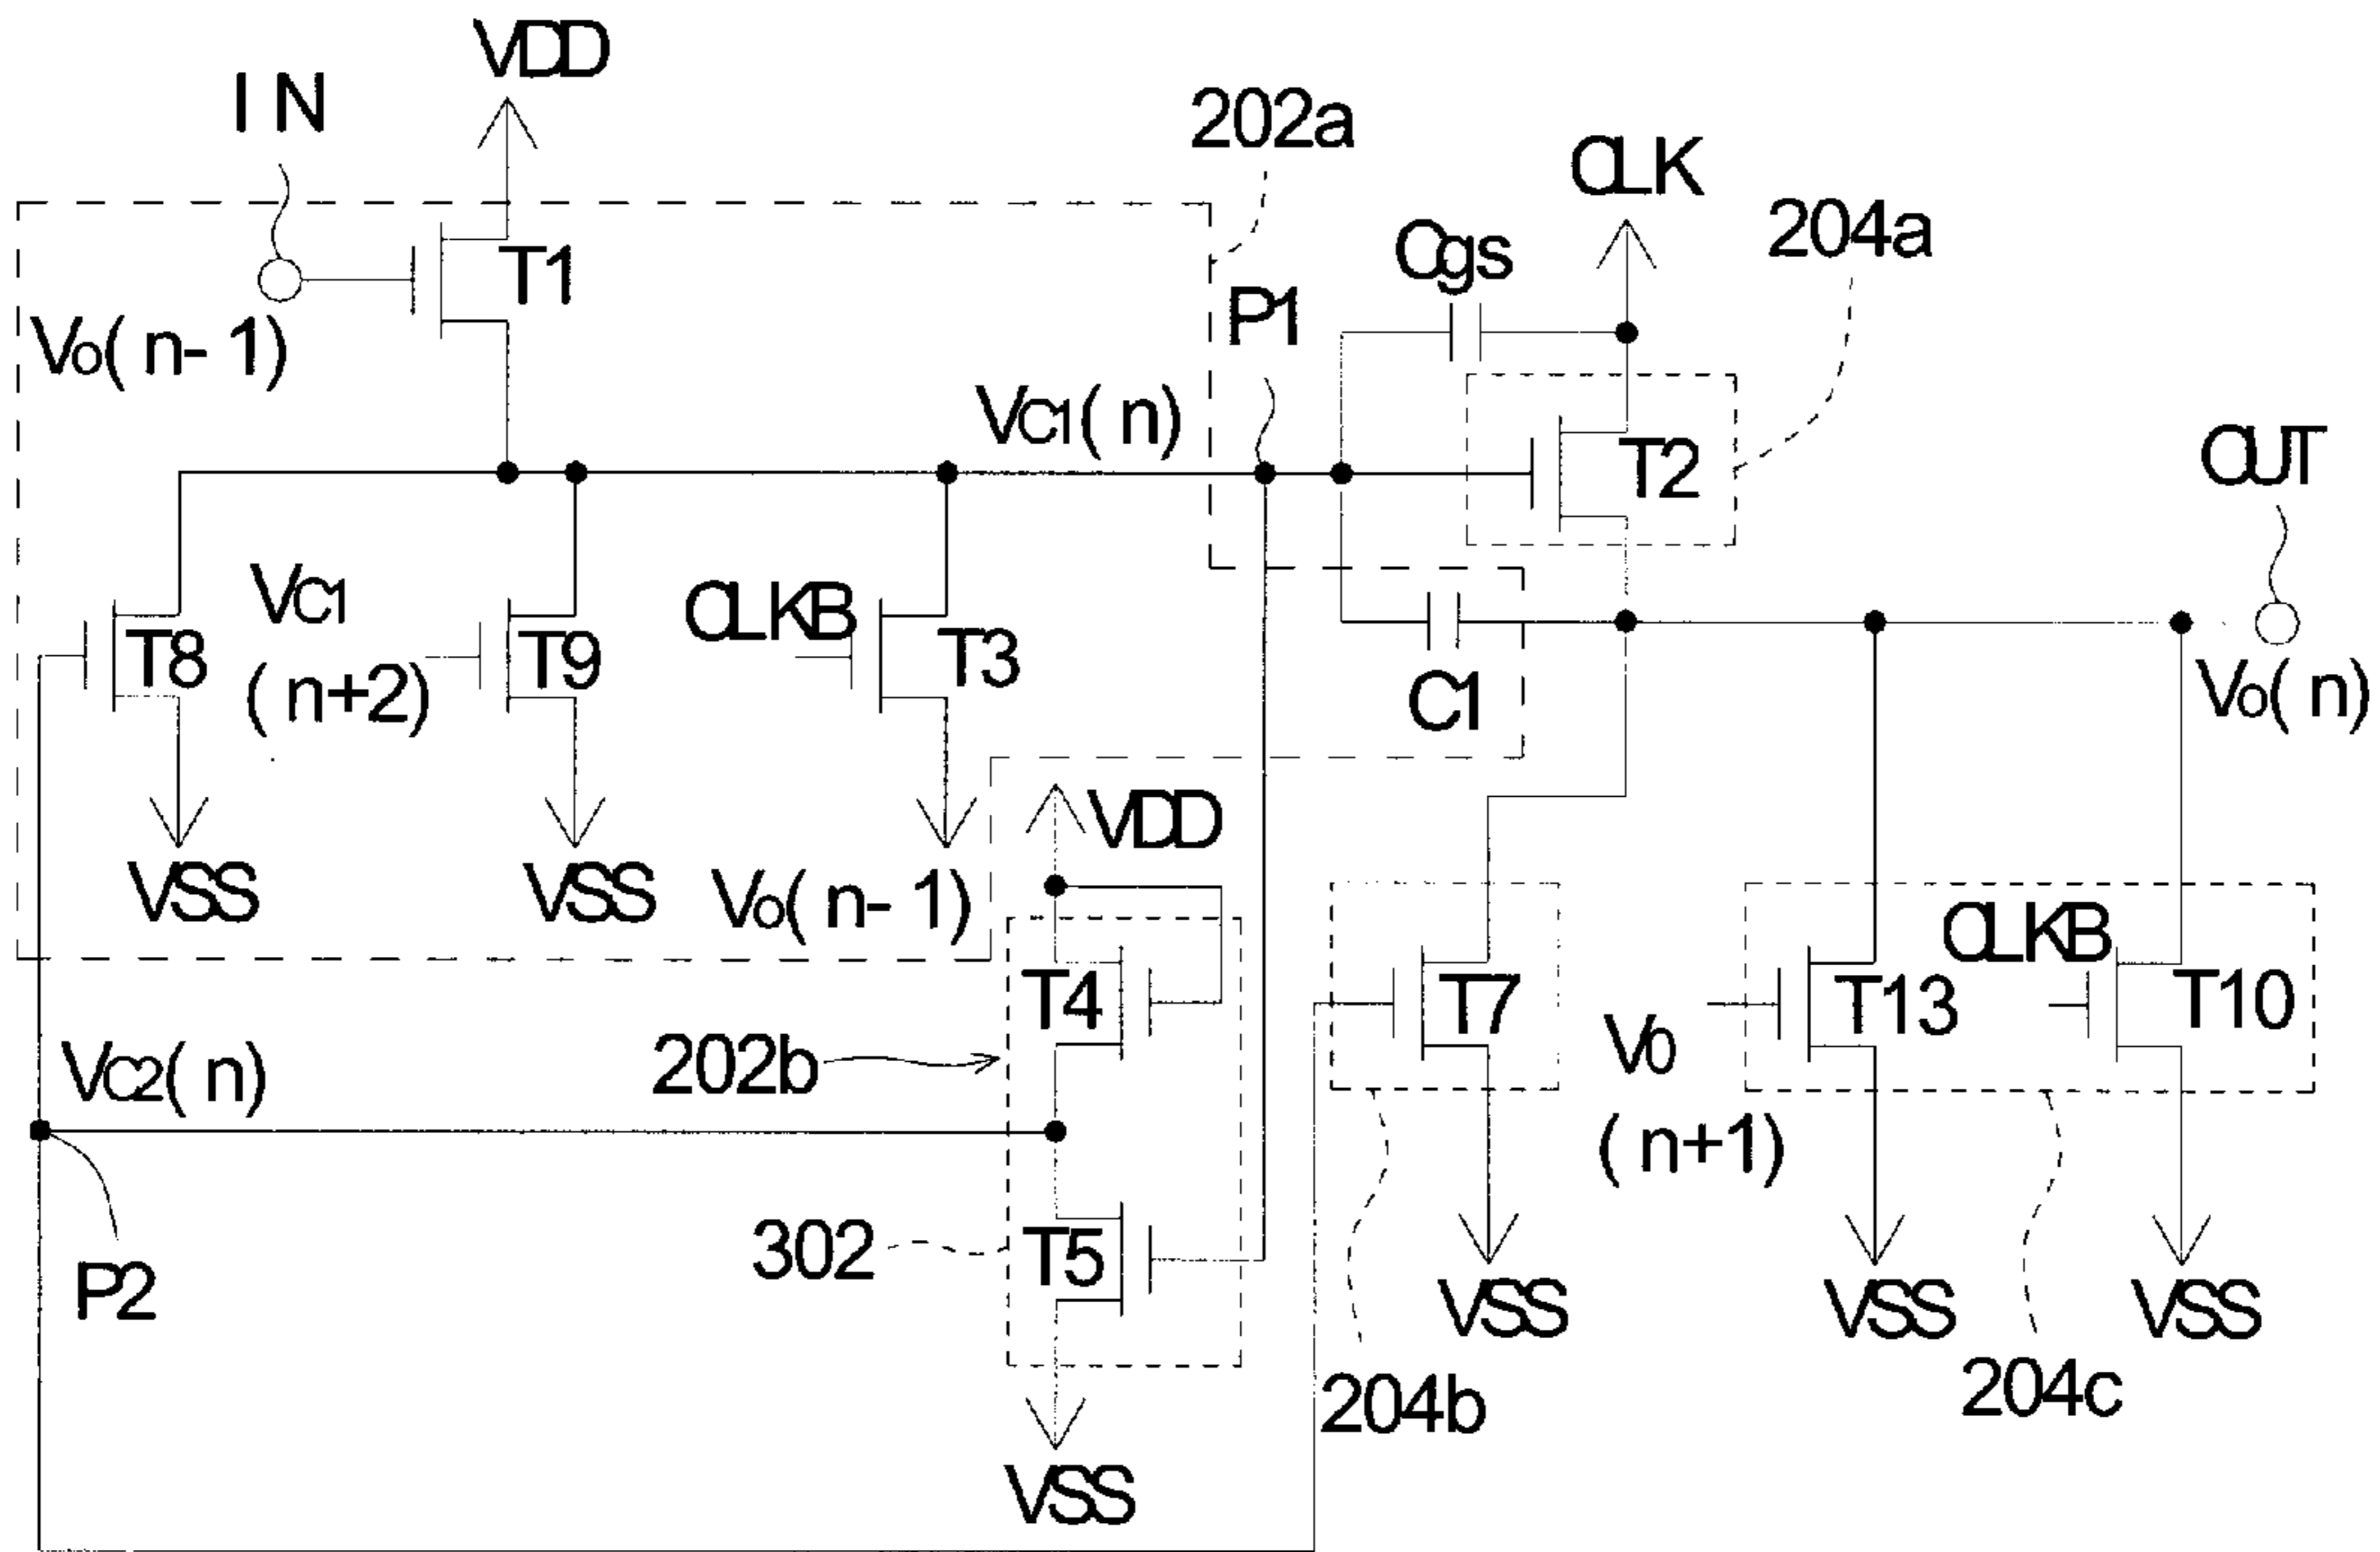 VDD
IN
202a
CLK
204a
Cgs
T1
P1
Vo(n-1)
VC1(n)
T2
OUT
VC1
(n+2)
CLKB
T8
T9
T3
C1
Vo(n)
VDD
VSS
VSS
Vo(n-1)
CLKB
T4
T7
T13
T10
202b
Vo
(n+1)
VC2(n)
302
T5
P2
VSS
VSS
VSS
204b
204c
VSS